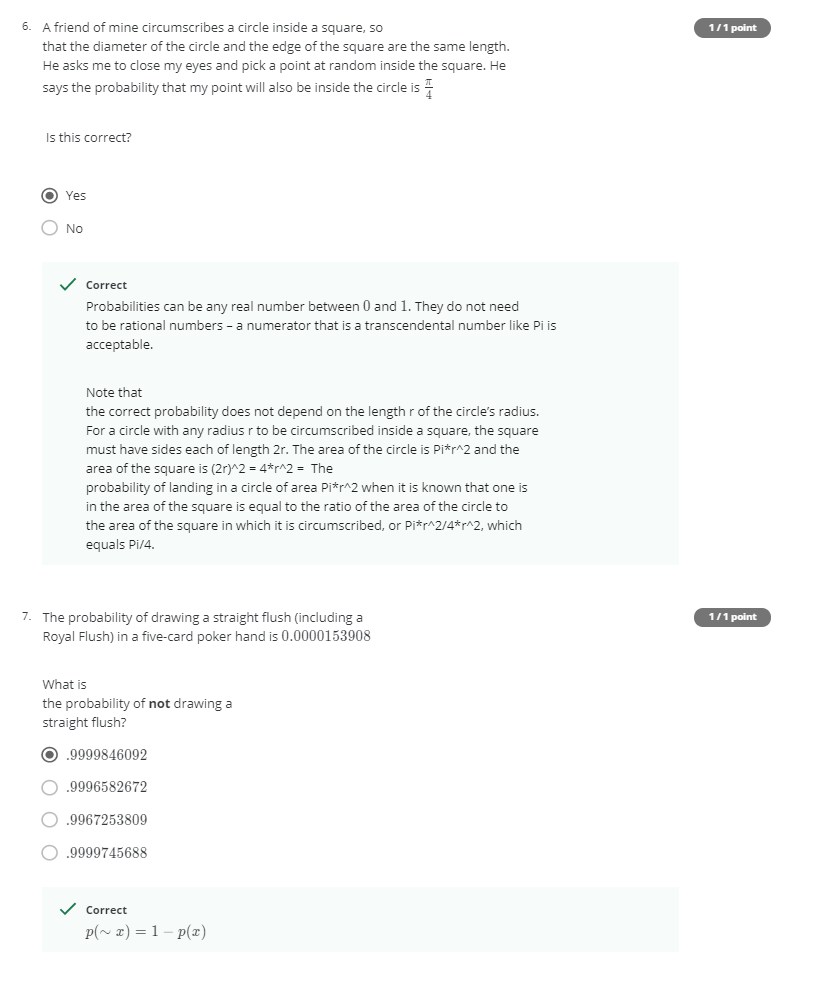 6. A friend of mine circumscribes a circle inside a square, so 1 / 1 point
that the diameter of the circle and the edge of the square are the same length.
He asks me to close my eyes and pick a point at random inside the square. He
says the probability that my point will also be inside the circle is π/4
Is this correct?
Yes
No
Correct
Probabilities can be any real number between 0 and 1. They do not need
to be rational numbers – a numerator that is a transcendental number like Pi is
acceptable.
Note that
the correct probability does not depend on the length r of the circle's radius.
For a circle with any radius r to be circumscribed inside a square, the square
must have sides each of length 2r. The area of the circle is Pi*r^2 and the
area of the square is (2r)^2 = 4*r^2 = The
probability of landing in a circle of area Pi*r^2 when it is known that one is
in the area of the square is equal to the ratio of the area of the circle to
the area of the square in which it is circumscribed, or Pi*r^2/4*r^2, which
equals Pi/4.
7. The probability of drawing a straight flush (including a 1 / 1 point
Royal Flush) in a five-card poker hand is 0.0000153908
What is
the probability of not drawing a
straight flush?
.9999846092
.9996582672
.9967253809
.9999745688
Correct
p(∼ x) = 1 − p(x)